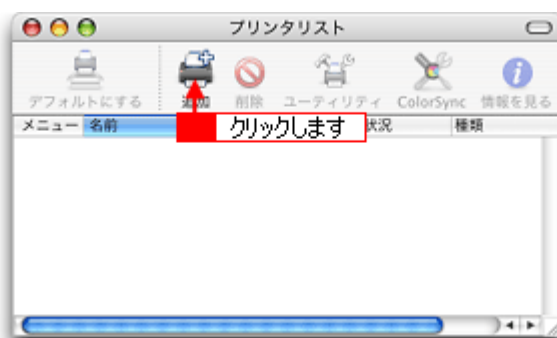 プリンタリスト
デフォルトにする 追加 削除 ユーティリティ ColorSync 情報を見る
メニュー 名前 状況 種類
クリックします